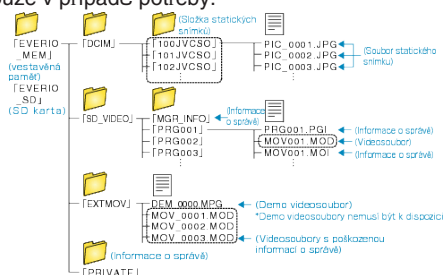 ouze v případě potřeby.
(Složka statických snímků)
「EVERIO_MEM」
(vestavěná paměť)
「EVERIO_SD」
(SD karta)
「DCIM」
「100JVCSO」
「101JVCSO」
「102JVCSO」
PIC_0001.JPG
PIC_0002.JPG
PIC_0003.JPG
(Soubor statického snímku)
「SD_VIDEO」
「MGR_INFO」
(Informace o správě)
「PRG001」
「PRG002」
「PRG003」
PRG001.PGI
(Informace o správě)
MOV001.MOD
(Videosoubor)
MOV001.MOI
(Informace o správě)
「EXTMOV」
DEM_0000.MPG
(Demo videosoubor)
*Demo videosoubory nemusí být k dispozici
MOV_0001.MOD
MOV_0002.MOD
MOV_0003.MOD
(Videosoubory s poškozenou informací o správě)
(Informace o správě)
「PRIVATE」